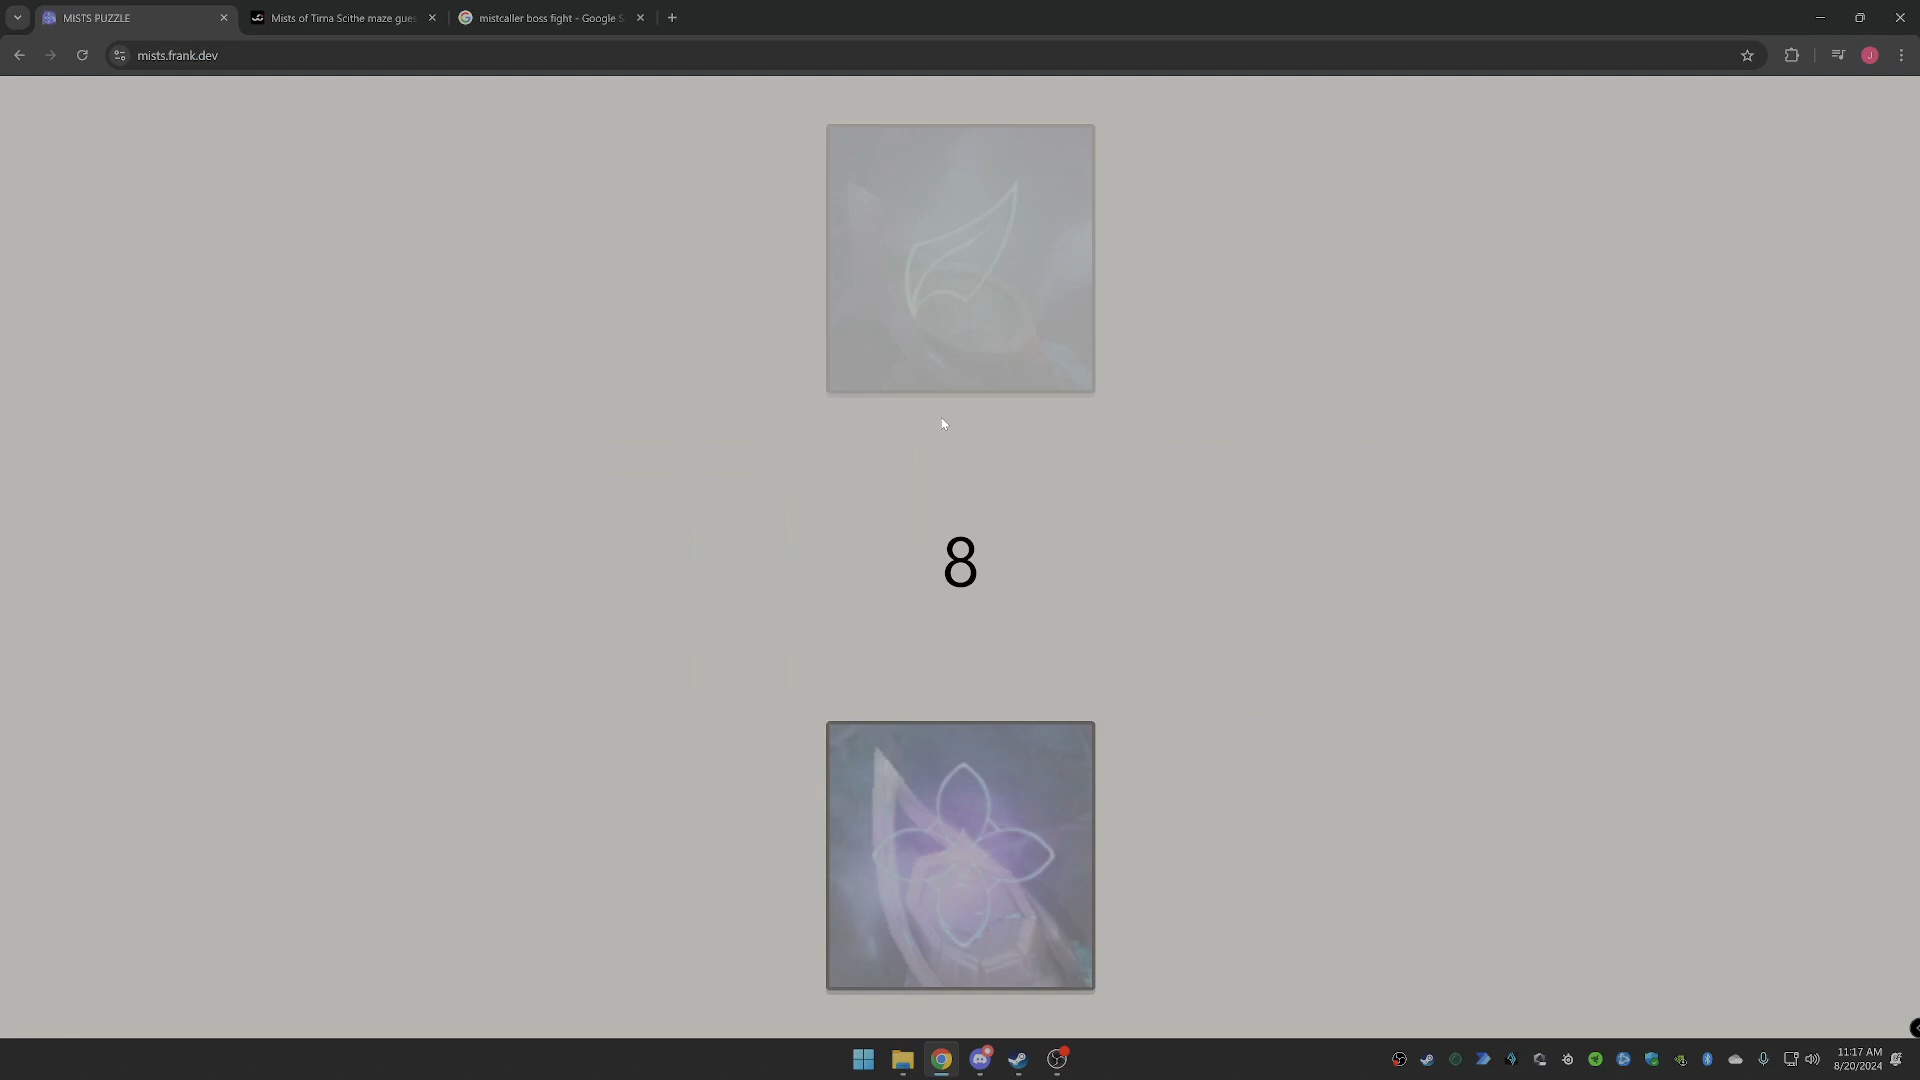 MISTS PUZZLE
Mists of Tirna Scithe maze gues
mistcaller boss fight - Google S
mists.frank.dev
J
8
11:17 AM
8/20/2024